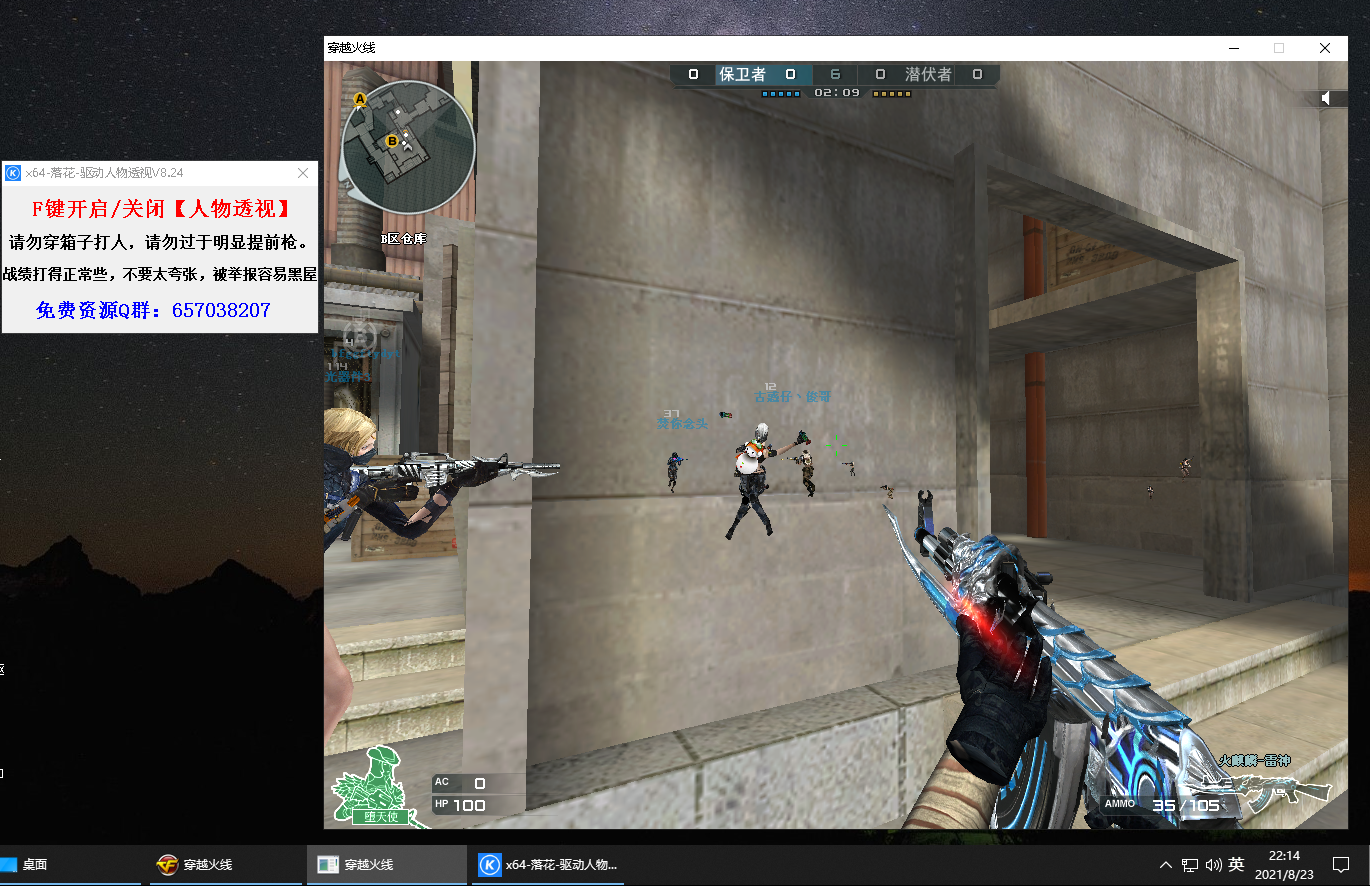 穿越火线
0 保卫者 0 6 0 潜伏者 0
02:09
A
B
B区仓库
x64-落花-驱动人物透视V8.24
F键开启/关闭【人物透视】
请勿穿箱子打人，请勿过于明显提前枪。
战绩打得正常些，不要太夸张，被举报容易黑屋
免费资源Q群：657038207
114
12
37
AC 0
HP 100
堕天使
火麒麟-雷神
AMMO 35/105
桌面
穿越火线
穿越火线
x64-落花-驱动人物...
英
22:14
2021/8/23